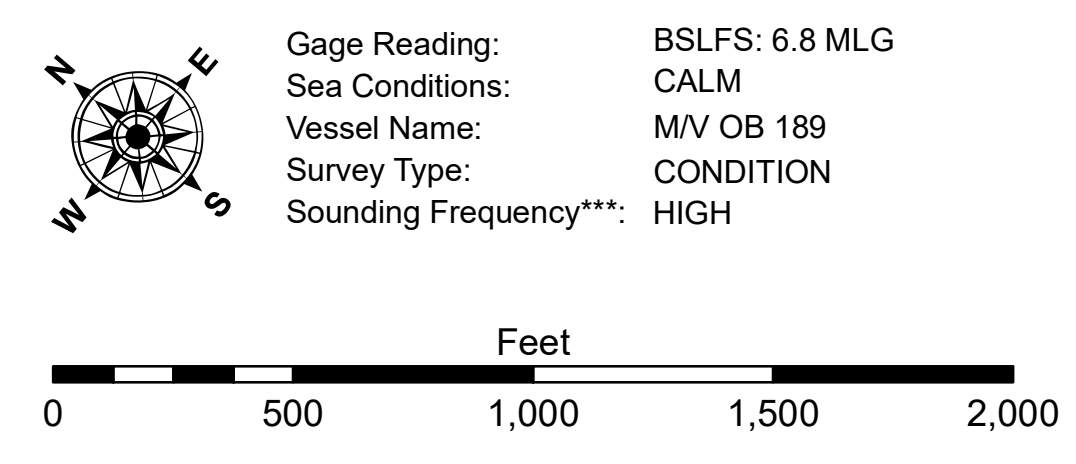 N E
W S
Gage Reading: BSLFS: 6.8 MLG
Sea Conditions: CALM
Vessel Name: M/V OB 189
Survey Type: CONDITION
Sounding Frequency***: HIGH
Feet
0 500 1,000 1,500 2,000